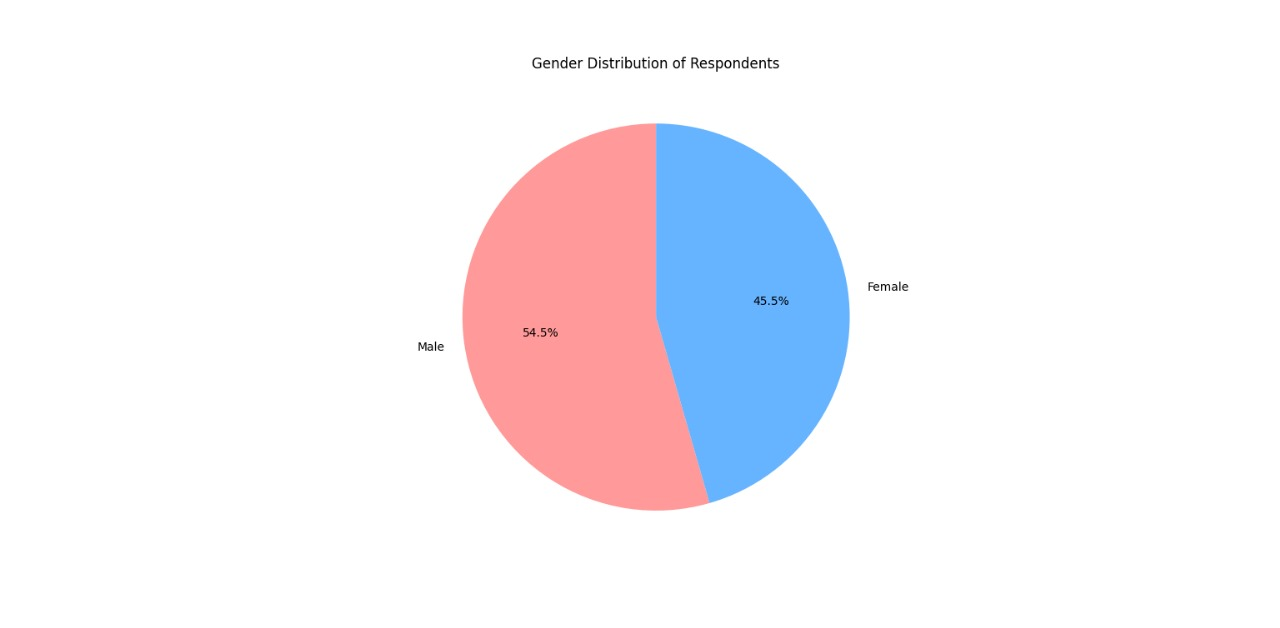 Gender Distribution of Respondents
Female
45.5%
54.5%
Male